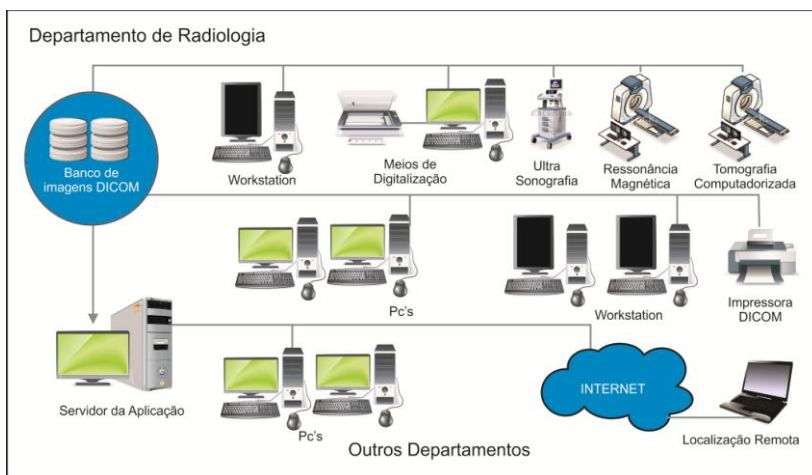 Departamento de Radiologia
Banco de
imagens DICOM
Workstation
Meios de
Digitalização
Ultra
Sonografia
Ressonância
Magnética
Tomografia
Computadorizada
Pc's
Workstation
Impressora
DICOM
Servidor da Aplicação
Pc's
INTERNET
Localização Remota
Outros Departamentos